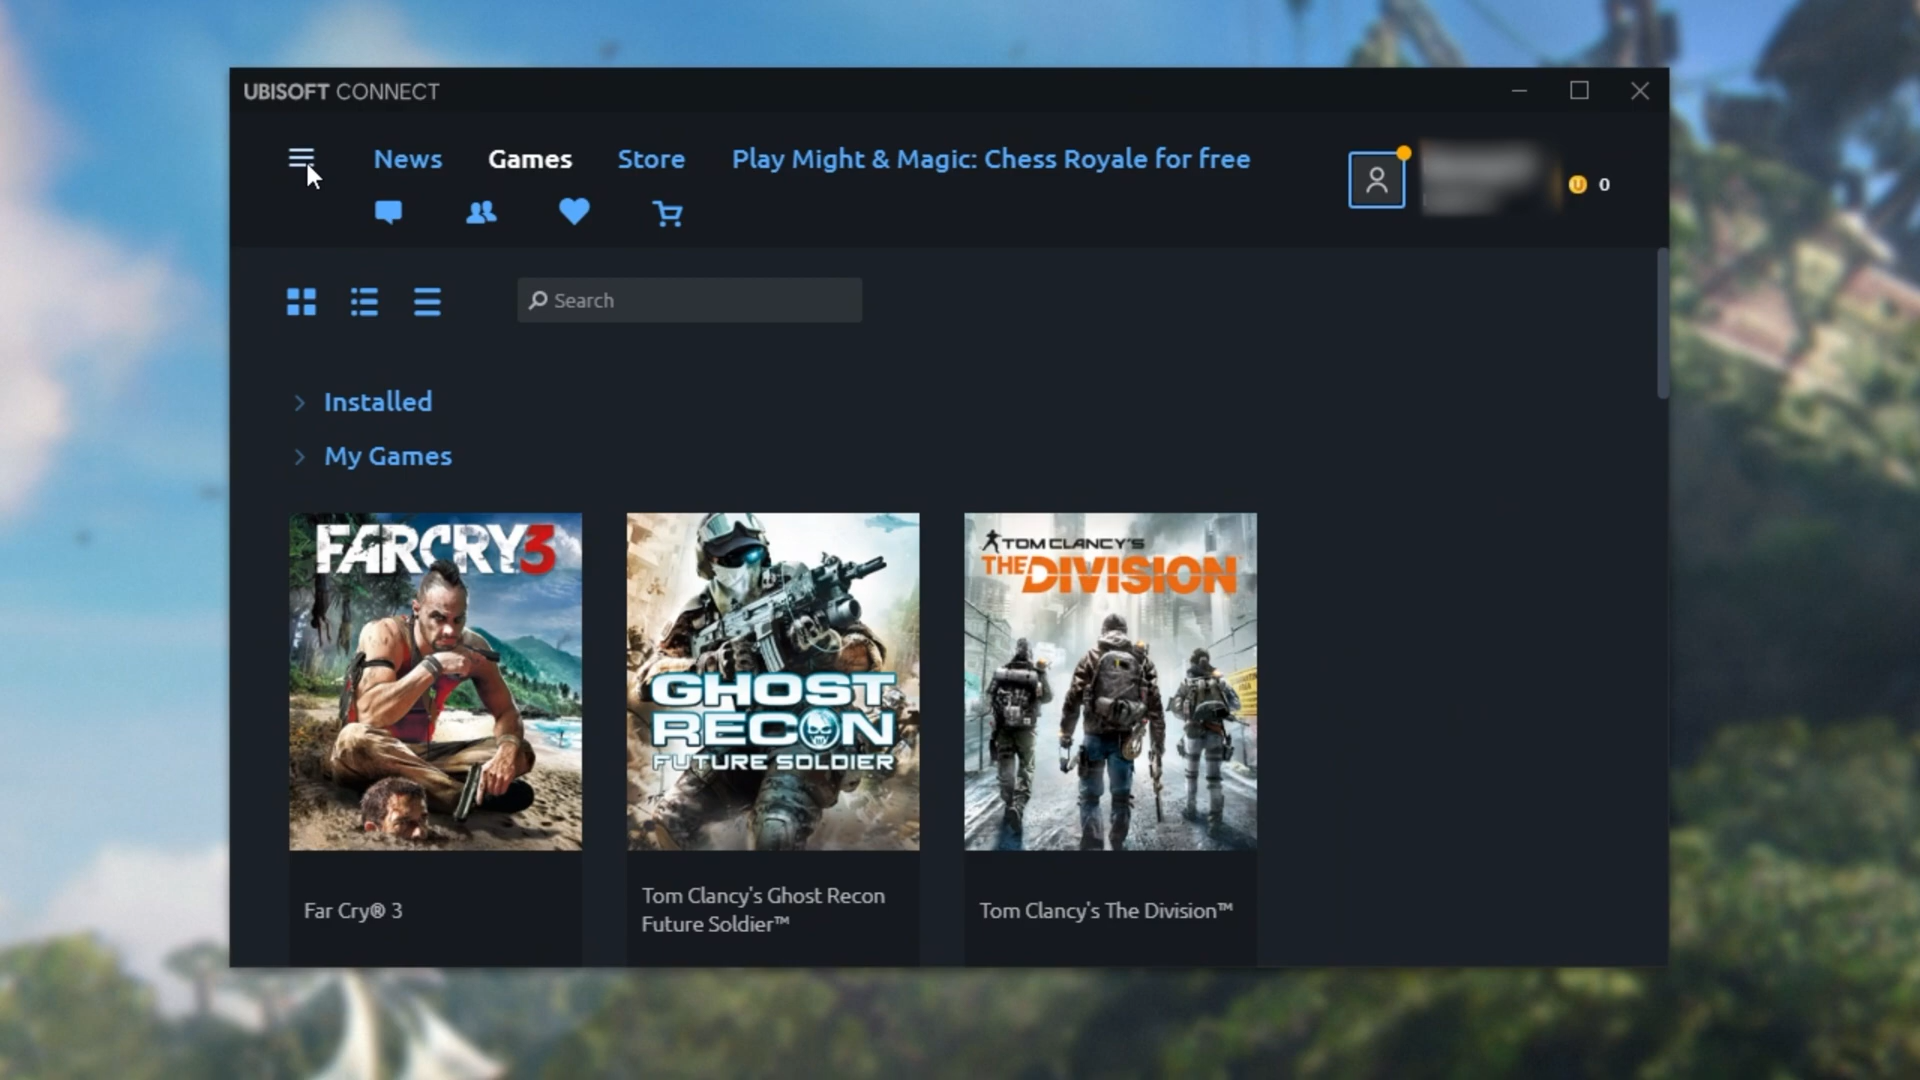 UBISOFT CONNECT
News Games Store Play Might & Magic: Chess Royale for free
0
Search
Installed
My Games
FARCRY3
GHOST
RECON
FUTURE SOLDIER
TOM CLANCY'S
THE DIVISION
Far Cry® 3
Tom Clancy's Ghost Recon
Future Soldier™
Tom Clancy's The Division™